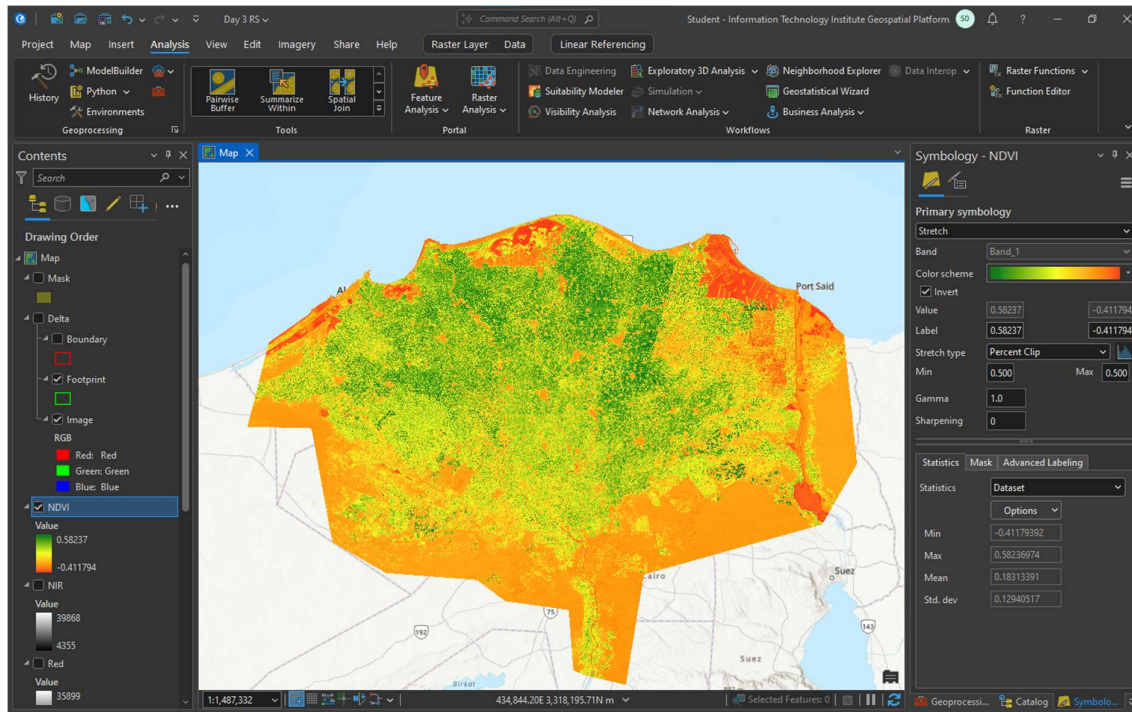 Day 3 RS
Command Search (Alt+Q)
Student - Information Technology Institute Geospatial Platform
SO
?
Project Map Insert Analysis View Edit Imagery Share Help Raster Layer Data Linear Referencing
History
ModelBuilder
Python
Environments
Geoprocessing
Pairwise Buffer
Summarize Within
Spatial Join
Tools
Feature Analysis
Raster Analysis
Portal
Data Engineering
Suitability Modeler
Visibility Analysis
Exploratory 3D Analysis
Simulation
Network Analysis
Neighborhood Explorer
Geostatistical Wizard
Business Analysis
Data Interop
Workflows
Raster Functions
Function Editor
Raster
Contents
Search
Drawing Order
Map
Mask
Delta
Boundary
Footprint
Image
RGB
Red: Red
Green: Green
Blue: Blue
NDVI
Value
0.58237
-0.411794
NIR
Value
39868
4355
Red
Value
35899
Map
Al
Port Said
Cairo
Suez
75
192
143
Suez
Birkat
1:1,487,332
434,844.20E 3,318,195.71N m
Selected Features: 0
Symbology - NDVI
Primary symbology
Stretch
Band Band_1
Color scheme
Invert
Value 0.58237 -0.411794
Label 0.58237 -0.411794
Stretch type Percent Clip
Min 0.500 Max 0.500
Gamma 1.0
Sharpening 0
Statistics Mask Advanced Labeling
Statistics Dataset
Options
Min -0.41179392
Max 0.58236974
Mean 0.18313391
Std. dev 0.12940517
Geoprocessi... Catalog Symbolo...